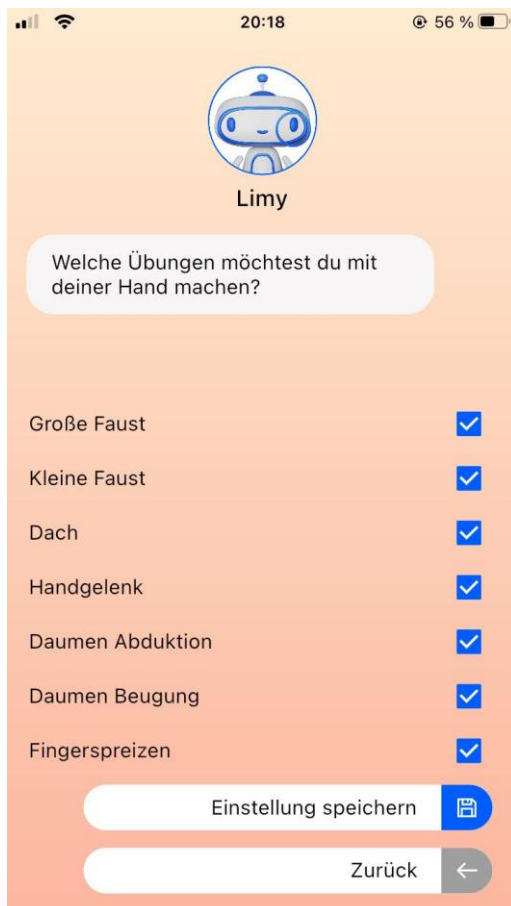 20:18
56 %
Limy
Welche Übungen möchtest du mit
deiner Hand machen?
Große Faust
Kleine Faust
Dach
Handgelenk
Daumen Abduktion
Daumen Beugung
Fingerspreizen
Einstellung speichern
Zurück